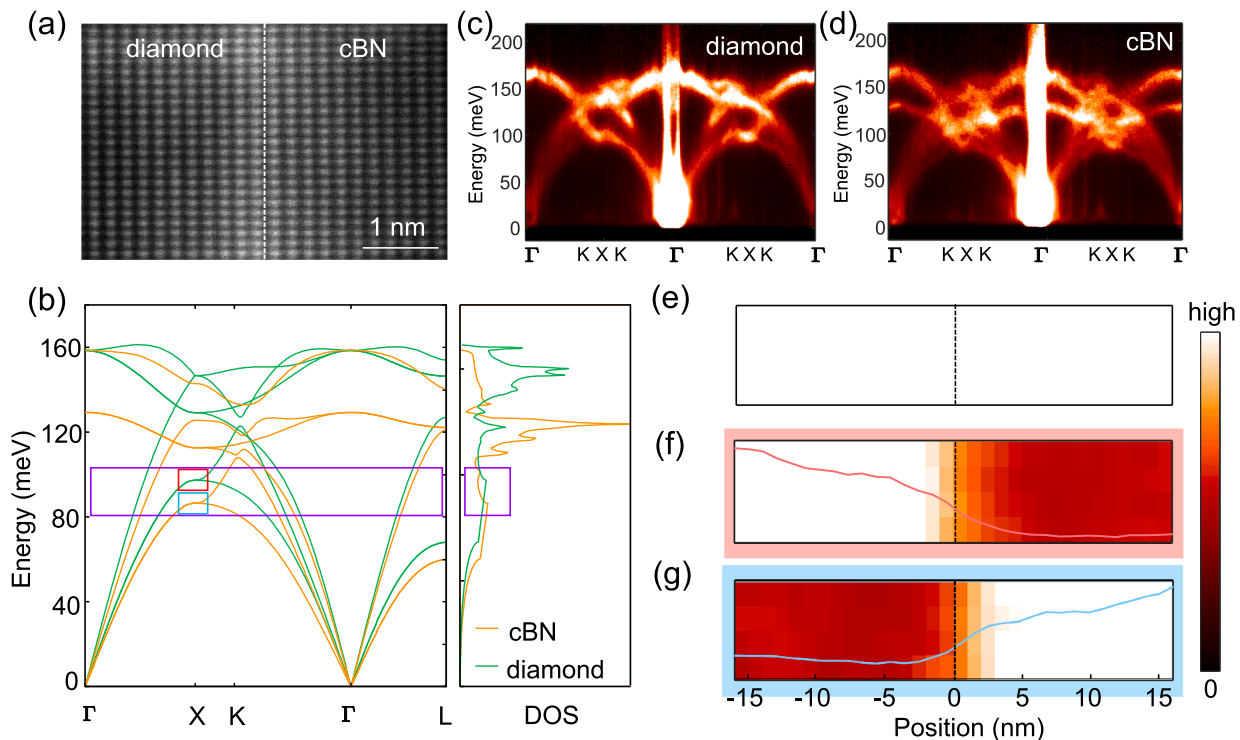 (a)
diamond
cBN
1 nm
(c)
diamond
Energy (meV)
200
150
100
50
0
Γ K X K Γ K X K Γ
(d)
cBN
Energy (meV)
200
150
100
50
0
Γ K X K Γ K X K Γ
(b)
Energy (meV)
160
120
80
40
0
Γ X K Γ L
cBN
diamond
DOS
(e)
(f)
(g)
-15 -10 -5 0 5 10 15
Position (nm)
high
0